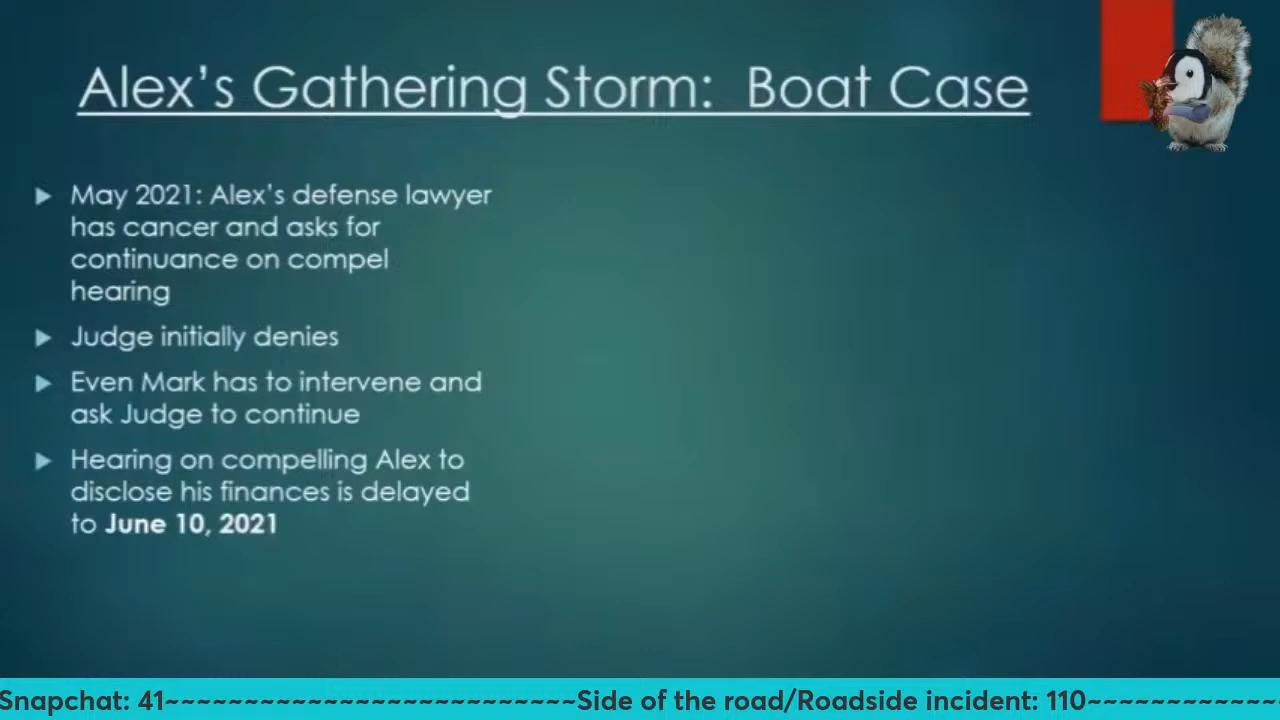 Alex's Gathering Storm: Boat Case
May 2021: Alex's defense lawyer
has cancer and asks for
continuance on compel
hearing
Judge initially denies
Even Mark has to intervene and
ask Judge to continue
Hearing on compelling Alex to
disclose his finances is delayed
to June 10, 2021
Snapchat: 41~~~~~~~~~~~~~~~~~~~~~~~~~~Side of the road/Roadside incident: 110~~~~~~~~~~~~